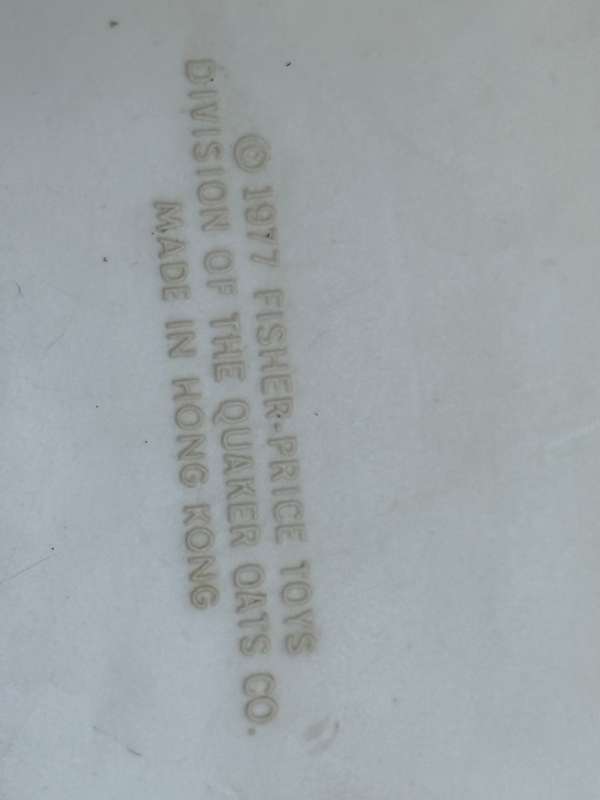 © 1977 FISHER-PRICE TOYS
DIVISION OF THE QUAKER OATS CO.
MADE IN HONG KONG